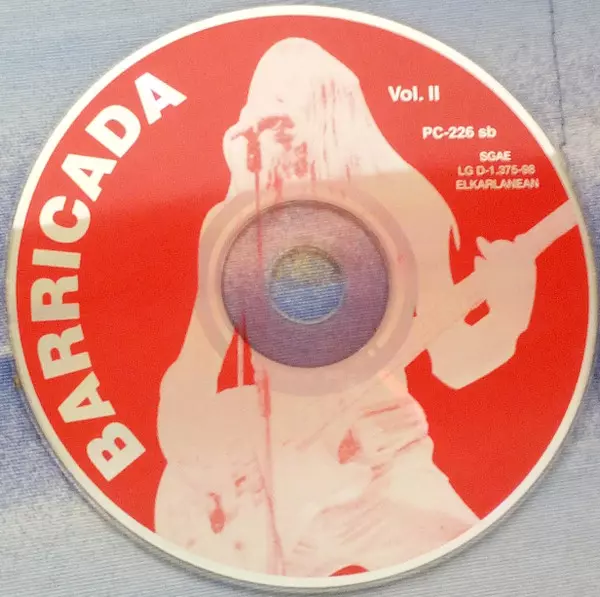 BARRICADA
Vol. II
PC-226 sb
SGAE
LG D-1.375-98
ELKARLANEAN